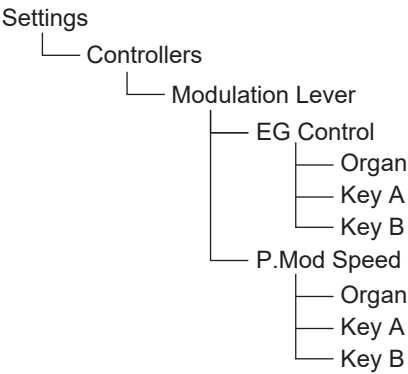 Settings
Controllers
Modulation Lever
EG Control
Organ
Key A
Key B
P.Mod Speed
Organ
Key A
Key B